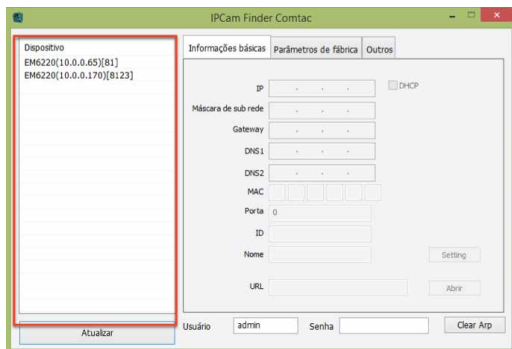 IPCam Finder Comtac
Dispositivo
EM6220(10.0.0.65)[81]
EM6220(10.0.0.170)[8123]
Atualizar
Informações básicas
Parâmetros de fábrica
Outros
IP
DHCP
Máscara de sub rede
Gateway
DNS1
DNS2
MAC
Porta 0
ID
Nome
Setting
URL
Abrir
Usuário admin
Senha
Clear Arp